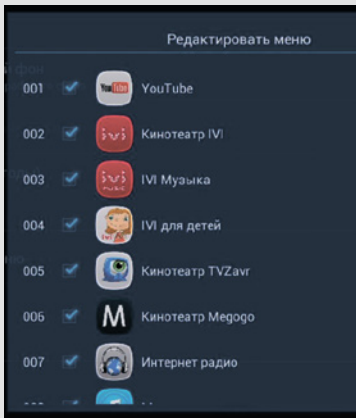 Редактировать меню
001 YouTube
002 Кинотеатр IVI
003 IVI Музыка
004 IVI для детей
005 Кинотеатр TVZavr
006 Кинотеатр Megogo
007 Интернет радио